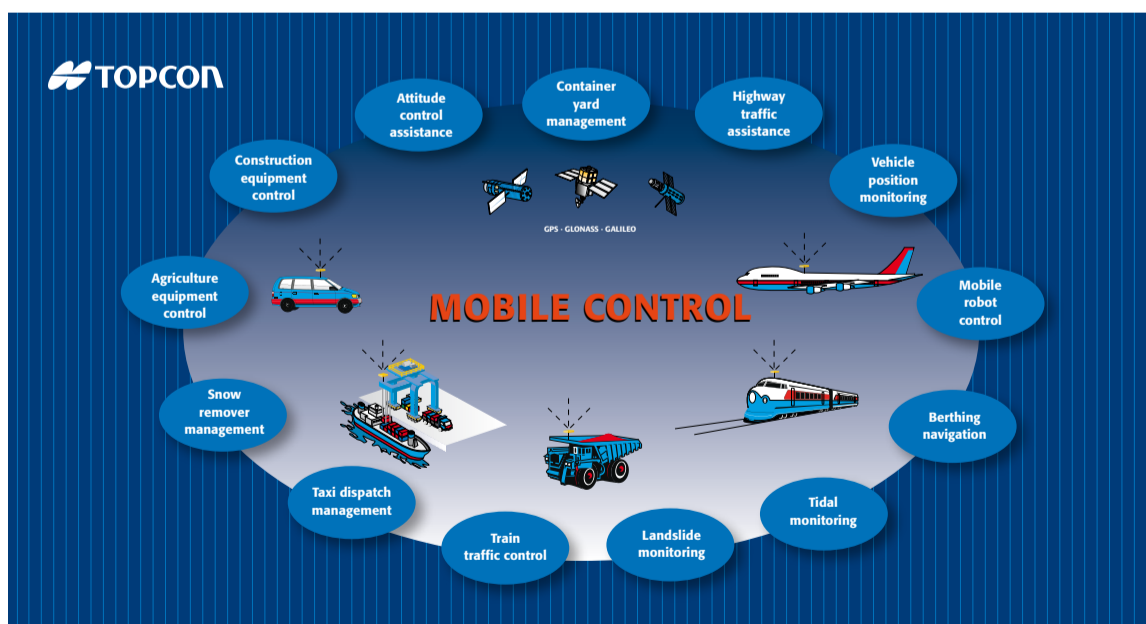 TOPCON
Attitude
control
assistance
Container
yard
management
Highway
traffic
assistance
Construction
equipment
control
Vehicle
position
monitoring
GPS · GLONASS · GALILEO
Agriculture
equipment
control
MOBILE CONTROL
Mobile
robot
control
Snow
remover
management
Berthing
navigation
Taxi dispatch
management
Tidal
monitoring
Train
traffic control
Landslide
monitoring